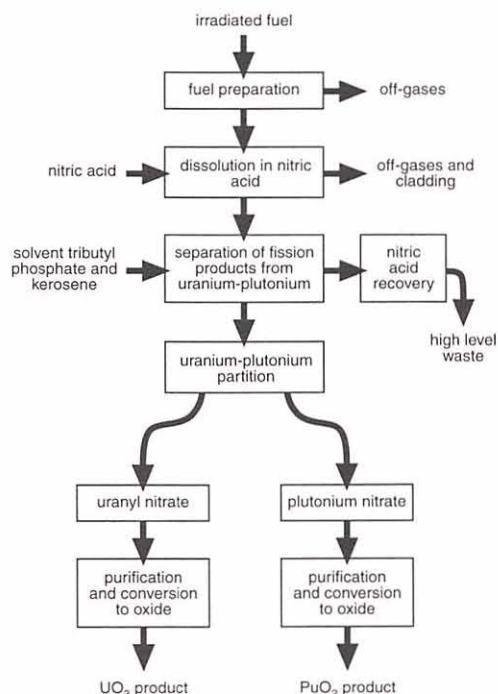 irradiated fuel
fuel preparation
off-gases
nitric acid
dissolution in nitric
acid
off-gases and
cladding
solvent tributyl
phosphate and
kerosene
separation of fission
products from
uranium-plutonium
nitric
acid
recovery
high level
waste
uranium-plutonium
partition
uranyl nitrate
plutonium nitrate
purification
and conversion
to oxide
purification
and conversion
to oxide
UO₃ product
PuO₂ product